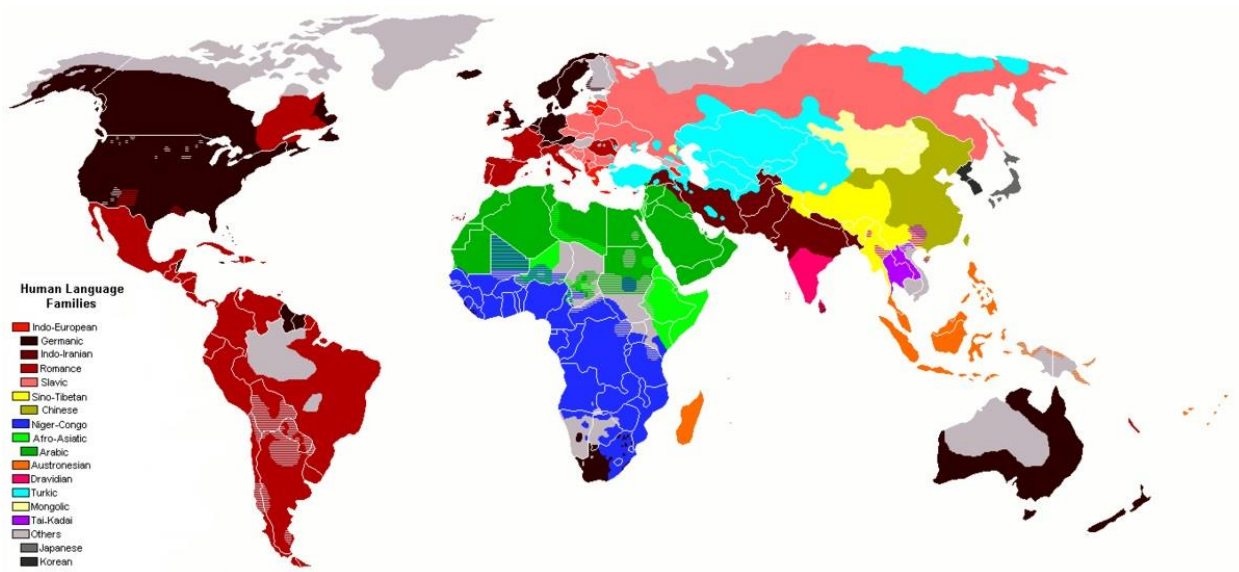 Human Language
Families
Indo-European
Germanic
Indo-Iranian
Romance
Slavic
Sino-Tibetan
Chinese
Niger-Congo
Afro-Asiatic
Arabic
Austronesian
Dravidian
Turkic
Mongolic
Tai-Kadai
Others
Japanese
Korean